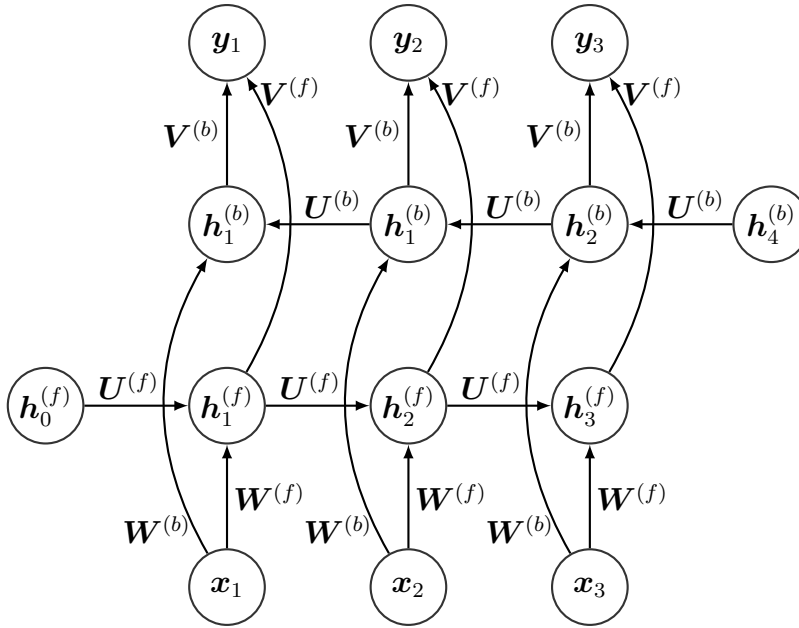 y₁ y₂ y₃
V⁽ᶠ⁾ V⁽ᶠ⁾ V⁽ᶠ⁾
V⁽ᵇ⁾ V⁽ᵇ⁾ V⁽ᵇ⁾
h₁⁽ᵇ⁾ U⁽ᵇ⁾ h₁⁽ᵇ⁾ U⁽ᵇ⁾ h₂⁽ᵇ⁾ U⁽ᵇ⁾ h₄⁽ᵇ⁾
h₀⁽ᶠ⁾ U⁽ᶠ⁾ h₁⁽ᶠ⁾ U⁽ᶠ⁾ h₂⁽ᶠ⁾ U⁽ᶠ⁾ h₃⁽ᶠ⁾
W⁽ᵇ⁾ W⁽ᶠ⁾ W⁽ᵇ⁾ W⁽ᶠ⁾ W⁽ᵇ⁾ W⁽ᶠ⁾
x₁ x₂ x₃